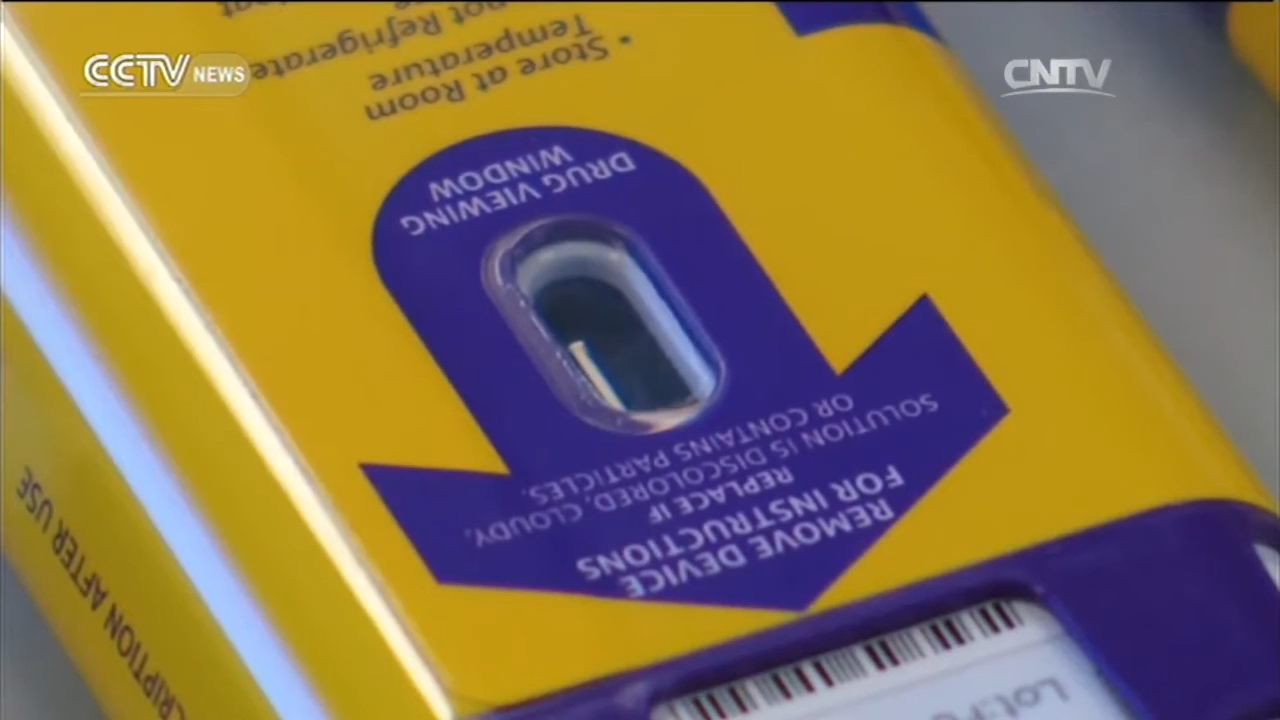 CCTV NEWS
CNTV
Lot:
REMOVE DEVICE
FOR INSTRUCTIONS
REPLACE IF
SOLUTION IS DISCOLORED, CLOUDY,
OR CONTAINS PARTICLES.
DRUG VIEWING
WINDOW
• Store at Room
Temperature
not Refrigerate
AFTER USE